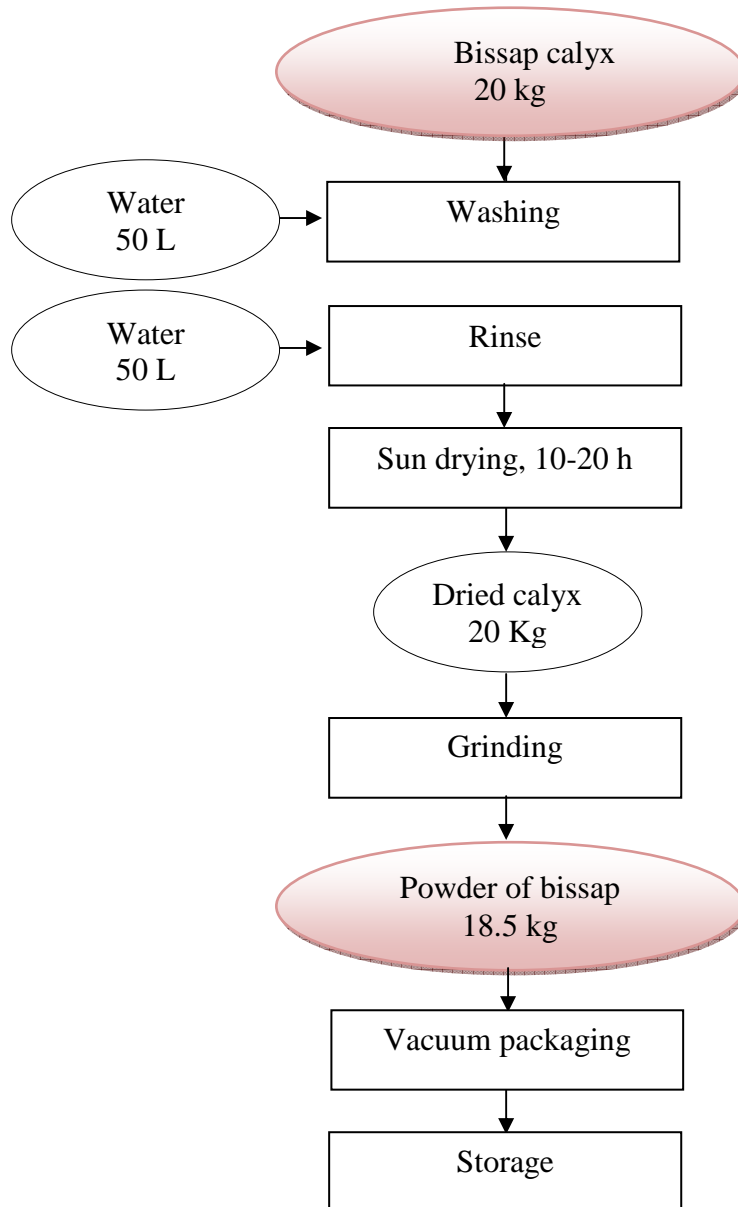 Bissap calyx
20 kg
Water
50 L
Washing
Water
50 L
Rinse
Sun drying, 10-20 h
Dried calyx
20 Kg
Grinding
Powder of bissap
18.5 kg
Vacuum packaging
Storage